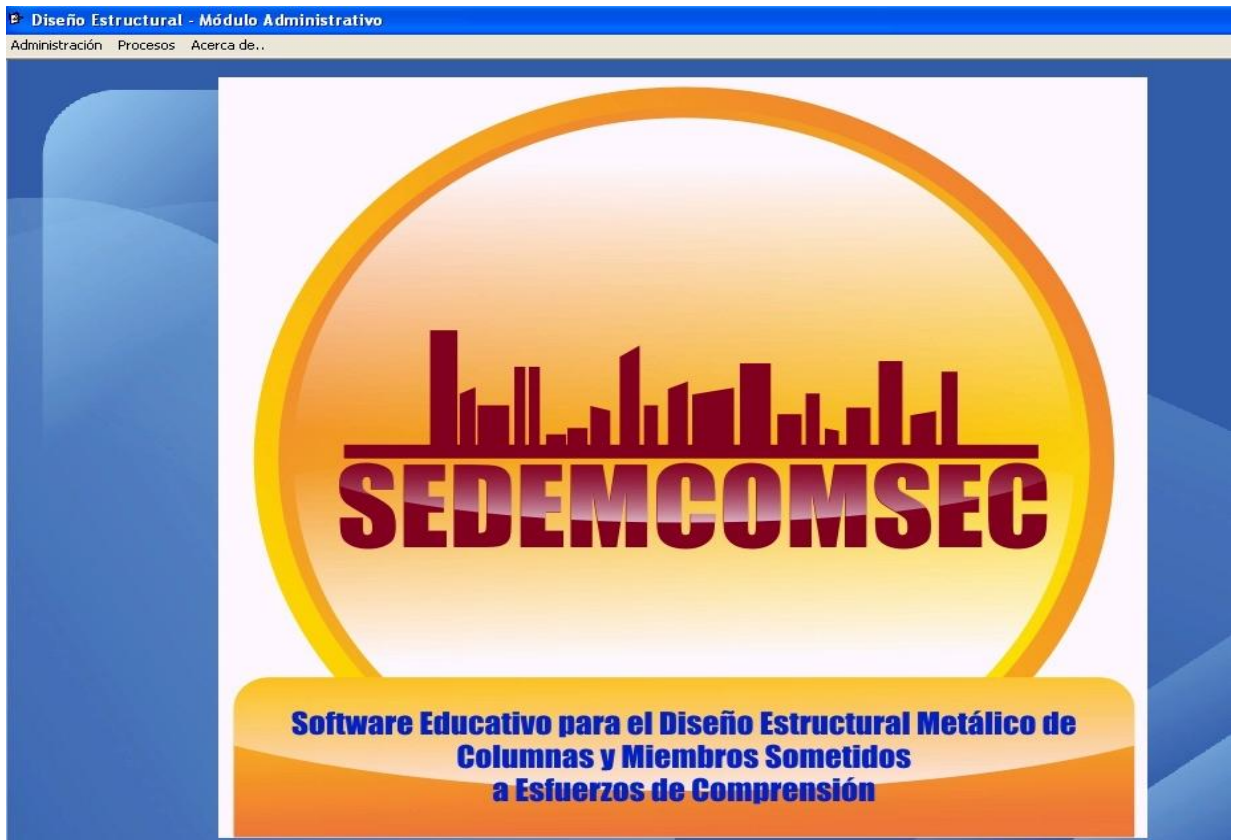 Diseño Estructural - Módulo Administrativo
Administración Procesos Acerca de..
SEDEMCOMSEC
Software Educativo para el Diseño Estructural Metálico de
Columnas y Miembros Sometidos
a Esfuerzos de Comprensión